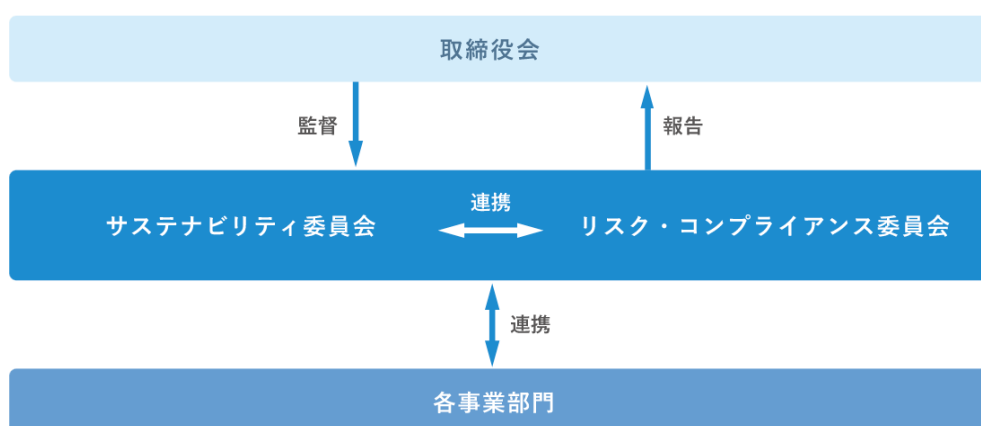 取締役会
監督
報告
連携
サステナビリティ委員会
リスク・コンプライアンス委員会
連携
各事業部門